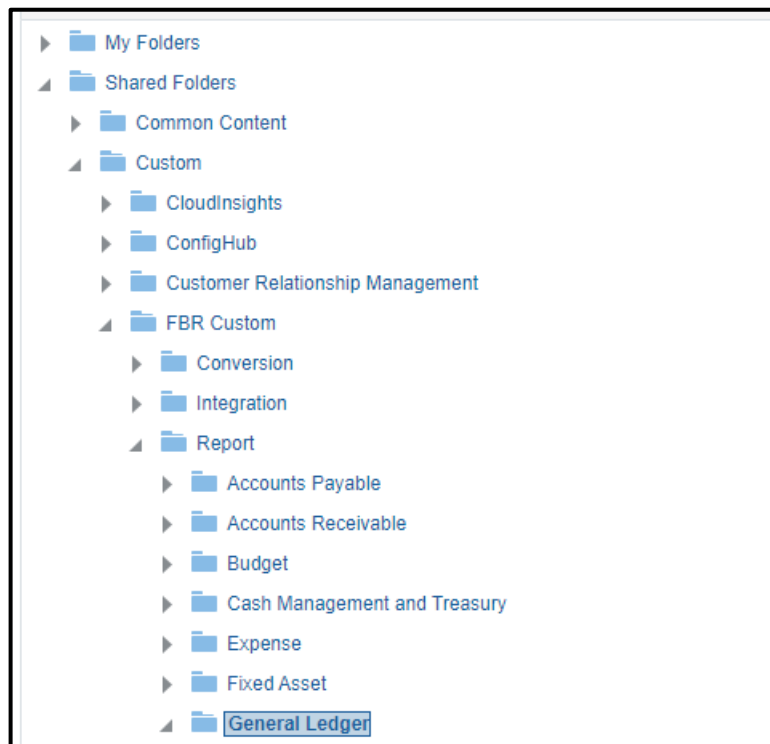 My Folders
Shared Folders
Common Content
Custom
CloudInsights
ConfigHub
Customer Relationship Management
FBR Custom
Conversion
Integration
Report
Accounts Payable
Accounts Receivable
Budget
Cash Management and Treasury
Expense
Fixed Asset
General Ledger